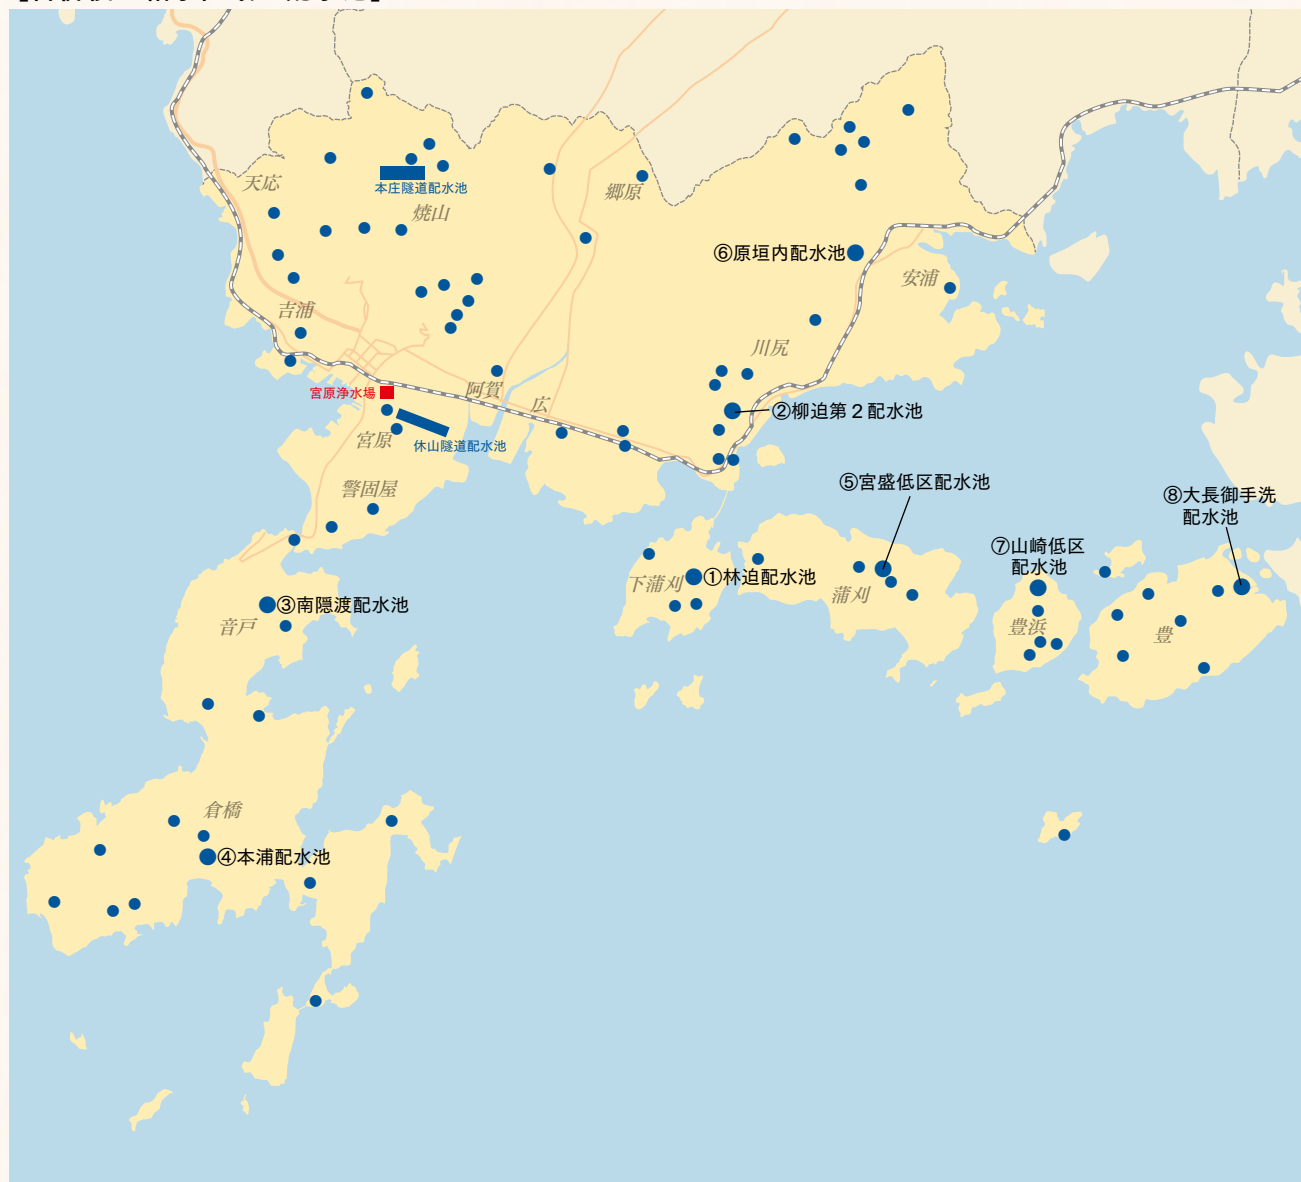 天応
本庄隧道配水池
焼山
郷原
⑥原垣内配水池
安浦
吉浦
川尻
宮原浄水場
阿賀
広
②柳迫第２配水池
宮原
休山隧道配水池
警固屋
⑤宮盛低区配水池
⑧大長御手洗
配水池
⑦山崎低区
配水池
下蒲刈
①林迫配水池
蒲刈
③南隠渡配水池
音戸
豊浜
豊
倉橋
④本浦配水池